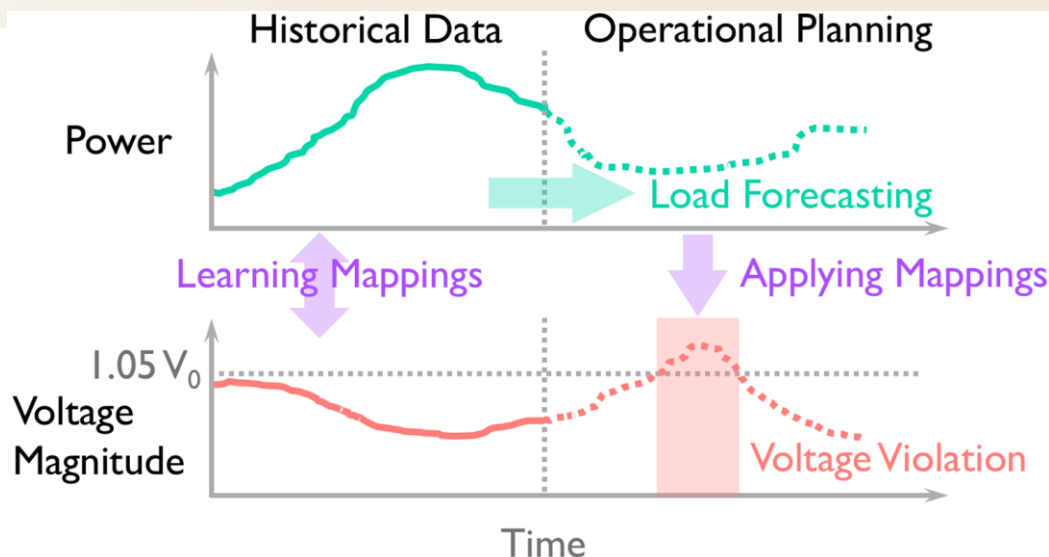 Historical Data
Operational Planning
Power
Load Forecasting
Learning Mappings
Applying Mappings
1.05 V₀
Voltage
Magnitude
Voltage Violation
Time